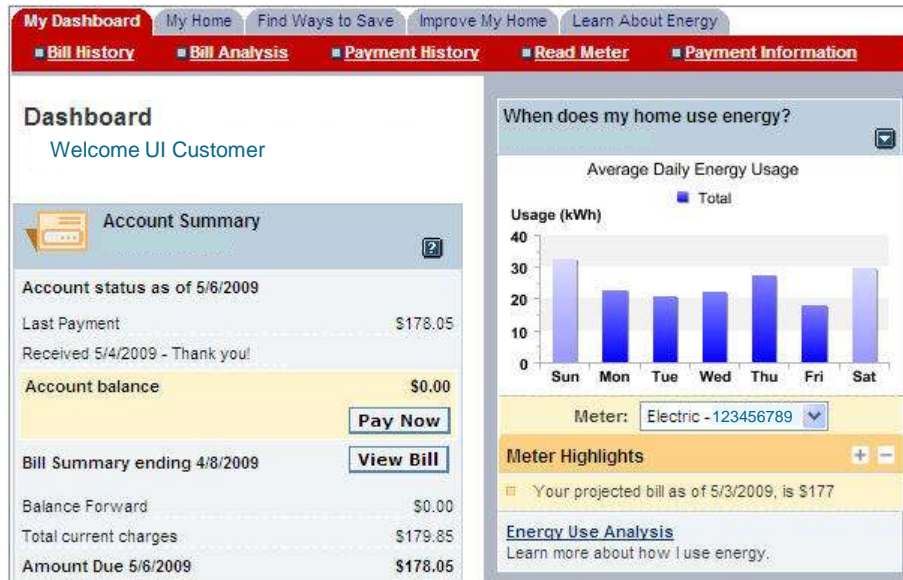 My Dashboard My Home Find Ways to Save Improve My Home Learn About Energy
Bill History Bill Analysis Payment History Read Meter Payment Information
Dashboard
Welcome UI Customer
Account Summary
?
Account status as of 5/6/2009
Last Payment $178.05
Received 5/4/2009 - Thank you!
Account balance $0.00
Pay Now
Bill Summary ending 4/8/2009 View Bill
Balance Forward $0.00
Total current charges $179.85
Amount Due 5/6/2009 $178.05
When does my home use energy?
Average Daily Energy Usage
Total
Usage (kWh)
40
30
20
10
0
Sun Mon Tue Wed Thu Fri Sat
Meter: Electric - 123456789
Meter Highlights + -
Your projected bill as of 5/3/2009, is $177
Energy Use Analysis
Learn more about how I use energy.